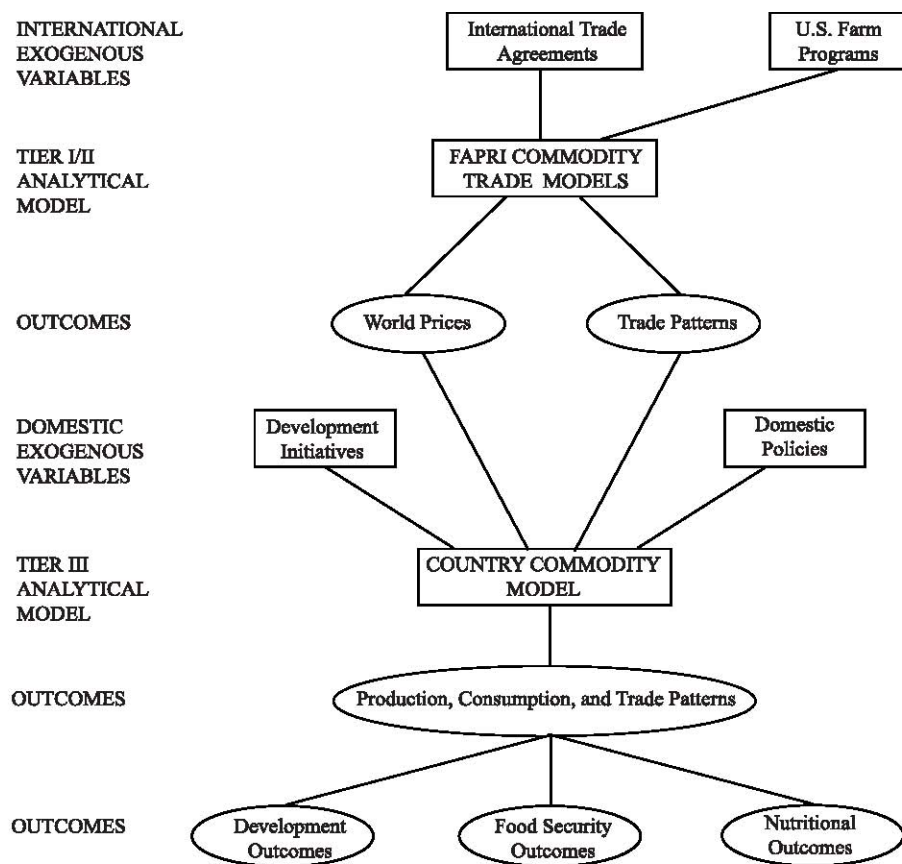 INTERNATIONAL
EXOGENOUS
VARIABLES
International Trade
Agreements
U.S. Farm
Programs
TIER I/II
ANALYTICAL
MODEL
FAPRI COMMODITY
TRADE MODELS
OUTCOMES
World Prices
Trade Patterns
DOMESTIC
EXOGENOUS
VARIABLES
Development
Initiatives
Domestic
Policies
TIER III
ANALYTICAL
MODEL
COUNTRY COMMODITY
MODEL
OUTCOMES
Production, Consumption, and Trade Patterns
OUTCOMES
Development
Outcomes
Food Security
Outcomes
Nutritional
Outcomes